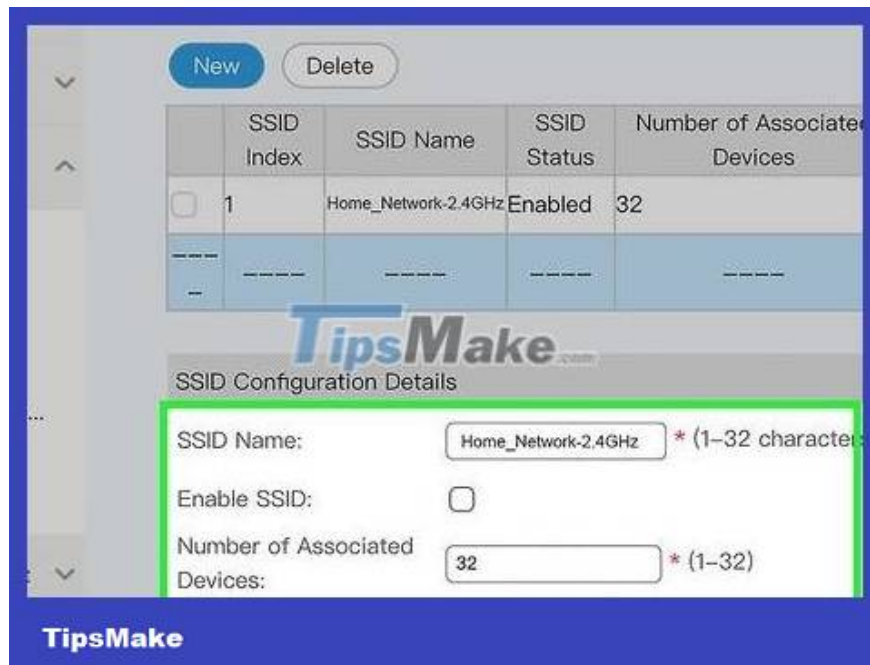 New Delete
SSID Index SSID Name SSID Status Number of Associated Devices
1 Home_Network-2.4GHz Enabled 32
---- ---- ---- ---- ----
TipsMake.com
SSID Configuration Details
...
SSID Name: Home_Network-2.4GHz * (1–32 characters
Enable SSID:
Number of Associated Devices: 32 * (1–32)
TipsMake